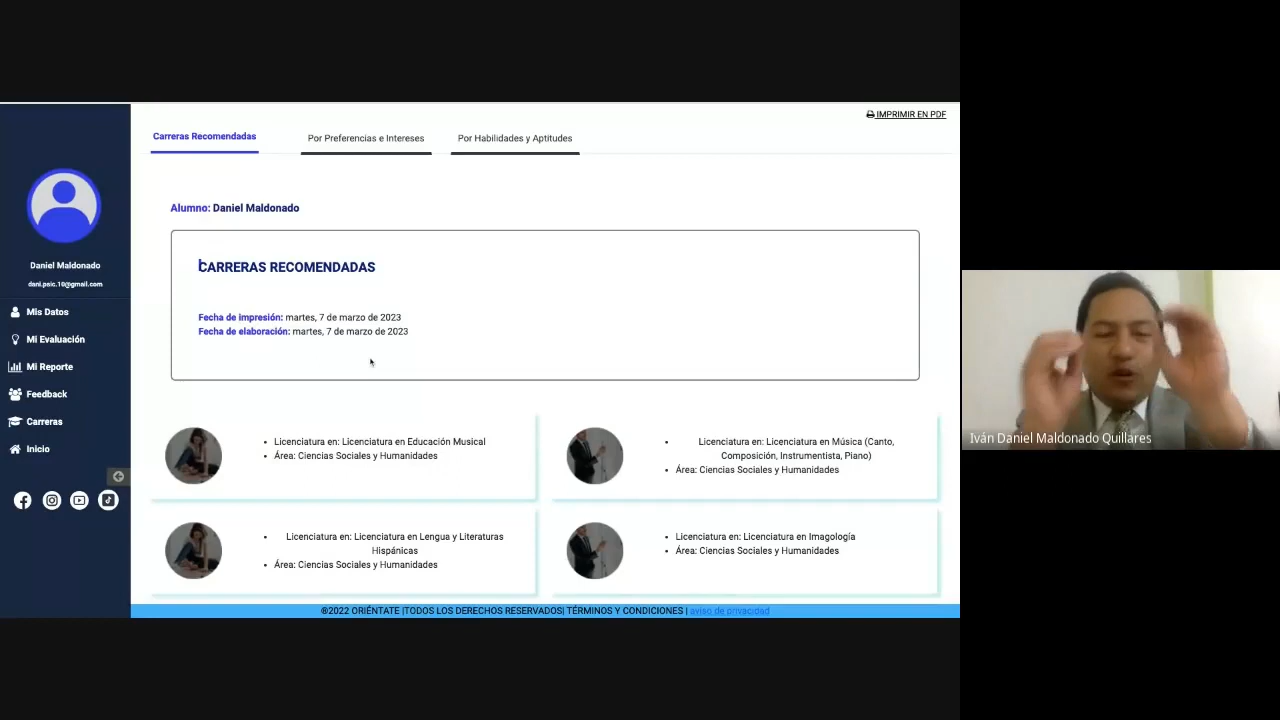 IMPRIMIR EN PDF
Carreras Recomendadas
Por Preferencias e Intereses
Por Habilidades y Aptitudes
Alumno: Daniel Maldonado
CARRERAS RECOMENDADAS
Fecha de impresión: martes, 7 de marzo de 2023
Fecha de elaboración: martes, 7 de marzo de 2023
Daniel Maldonado
dani.psic.10@gmail.com
Mis Datos
Mi Evaluación
Mi Reporte
Feedback
Carreras
Inicio
Licenciatura en: Licenciatura en Educación Musical
Área: Ciencias Sociales y Humanidades
Licenciatura en: Licenciatura en Música (Canto,
Composición, Instrumentista, Piano)
Área: Ciencias Sociales y Humanidades
Licenciatura en: Licenciatura en Lengua y Literaturas
Hispánicas
Área: Ciencias Sociales y Humanidades
Licenciatura en: Licenciatura en Imagología
Área: Ciencias Sociales y Humanidades
®2022 ORIÉNTATE |TODOS LOS DERECHOS RESERVADOS| TÉRMINOS Y CONDICIONES | aviso de privacidad
Iván Daniel Maldonado Quillares